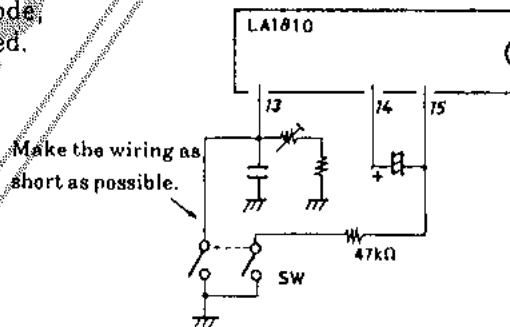 ode,
ed.
LA1810
13
14
15
Make the wiring as
short as possible.
+
47kΩ
SW